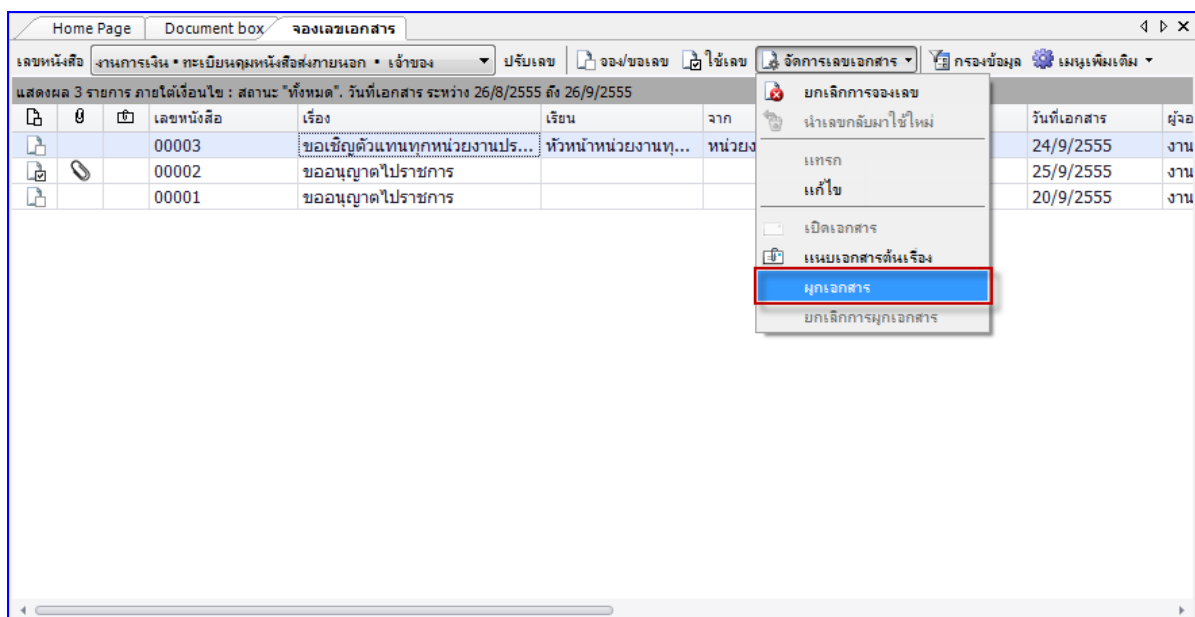 Home Page Document box จองเลขเอกสาร
เลขหนังสือ งานการเงิน • ทะเบียนคุมหนังสือส่งภายนอก • เจ้าของ ปรับเลข จอง/ขอเลข ใช้เลข จัดการเลขเอกสาร กรองข้อมูล เมนูเพิ่มเติม
แสดงผล 3 รายการ ภายใต้เงื่อนไข : สถานะ "ทั้งหมด". วันที่เอกสาร ระหว่าง 26/8/2555 ถึง 26/9/2555
เลขหนังสือ เรื่อง เรียน จาก วันที่เอกสาร ผู้จอ
00003 ขอเชิญตัวแทนทุกหน่วยงานปร... หัวหน้าหน่วยงานทุ... หน่วยง 24/9/2555 งาน
00002 ขออนุญาตไปราชการ 25/9/2555 งาน
00001 ขออนุญาตไปราชการ 20/9/2555 งาน
ยกเลิกการจองเลข
นำเลขกลับมาใช้ใหม่
แทรก
แก้ไข
เปิดเอกสาร
แนบเอกสารต้นเรื่อง
ผูกเอกสาร
ยกเลิกการผูกเอกสาร